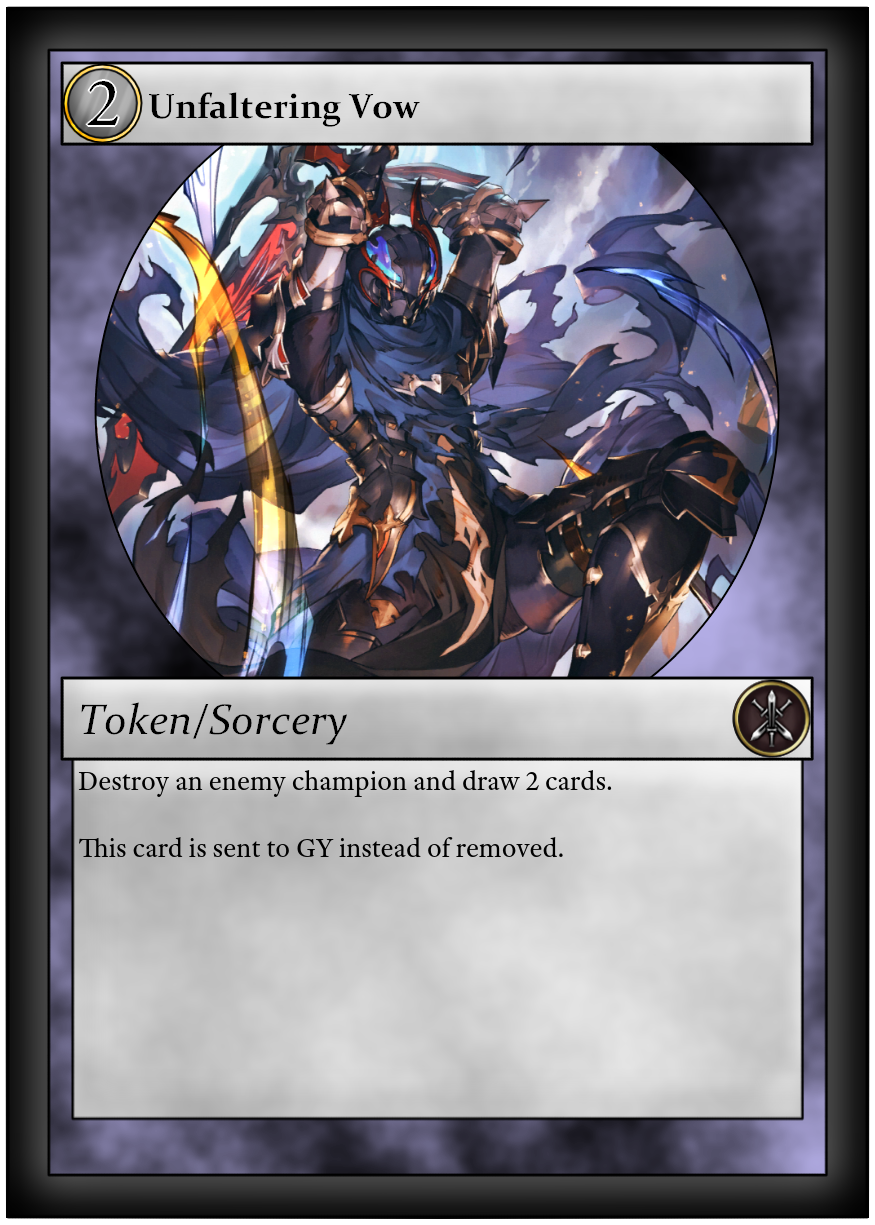 2 Unfaltering Vow
Token/Sorcery
Destroy an enemy champion and draw 2 cards.
This card is sent to GY instead of removed.